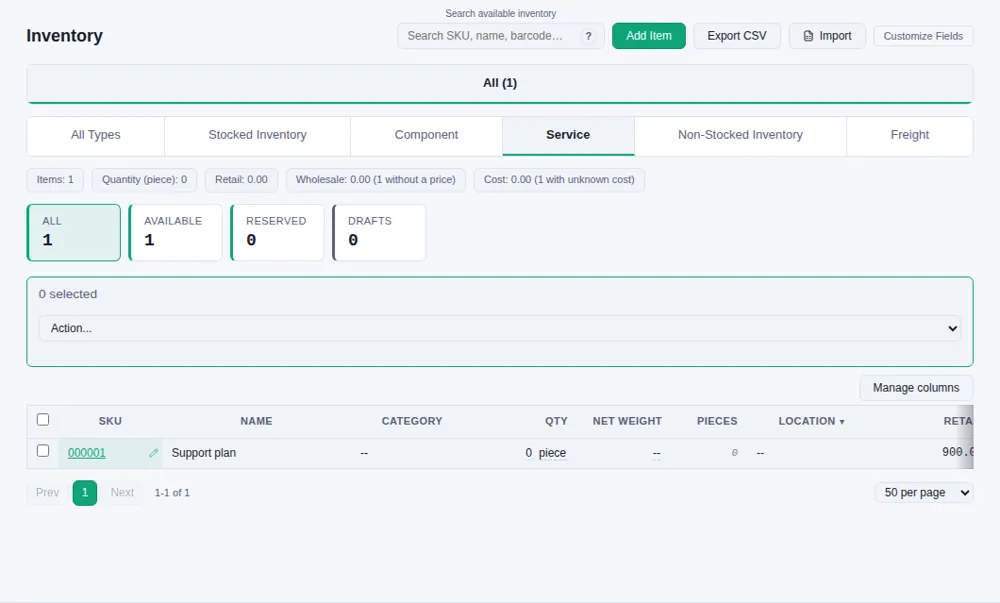 Search available inventory
Inventory
Search SKU, name, barcode… ?
Add Item
Export CSV
Import
Customize Fields
All (1)
All Types
Stocked Inventory
Component
Service
Non-Stocked Inventory
Freight
Items: 1
Quantity (piece): 0
Retail: 0.00
Wholesale: 0.00 (1 without a price)
Cost: 0.00 (1 with unknown cost)
ALL
1
AVAILABLE
1
RESERVED
0
DRAFTS
0
0 selected
Action...
Manage columns
SKU NAME CATEGORY QTY NET WEIGHT PIECES LOCATION ▾ RETA
000001 Support plan -- 0 piece -- 0 -- 900.0
Prev 1 Next 1-1 of 1
50 per page